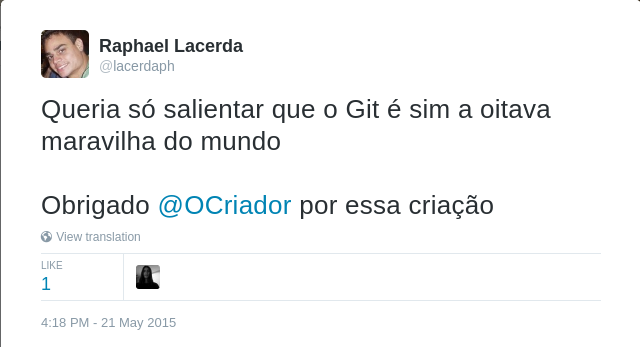 Raphael Lacerda
@lacerdaph
Queria só salientar que o Git é sim a oitava
maravilha do mundo
Obrigado @OCriador por essa criação
View translation
LIKE
1
4:18 PM - 21 May 2015